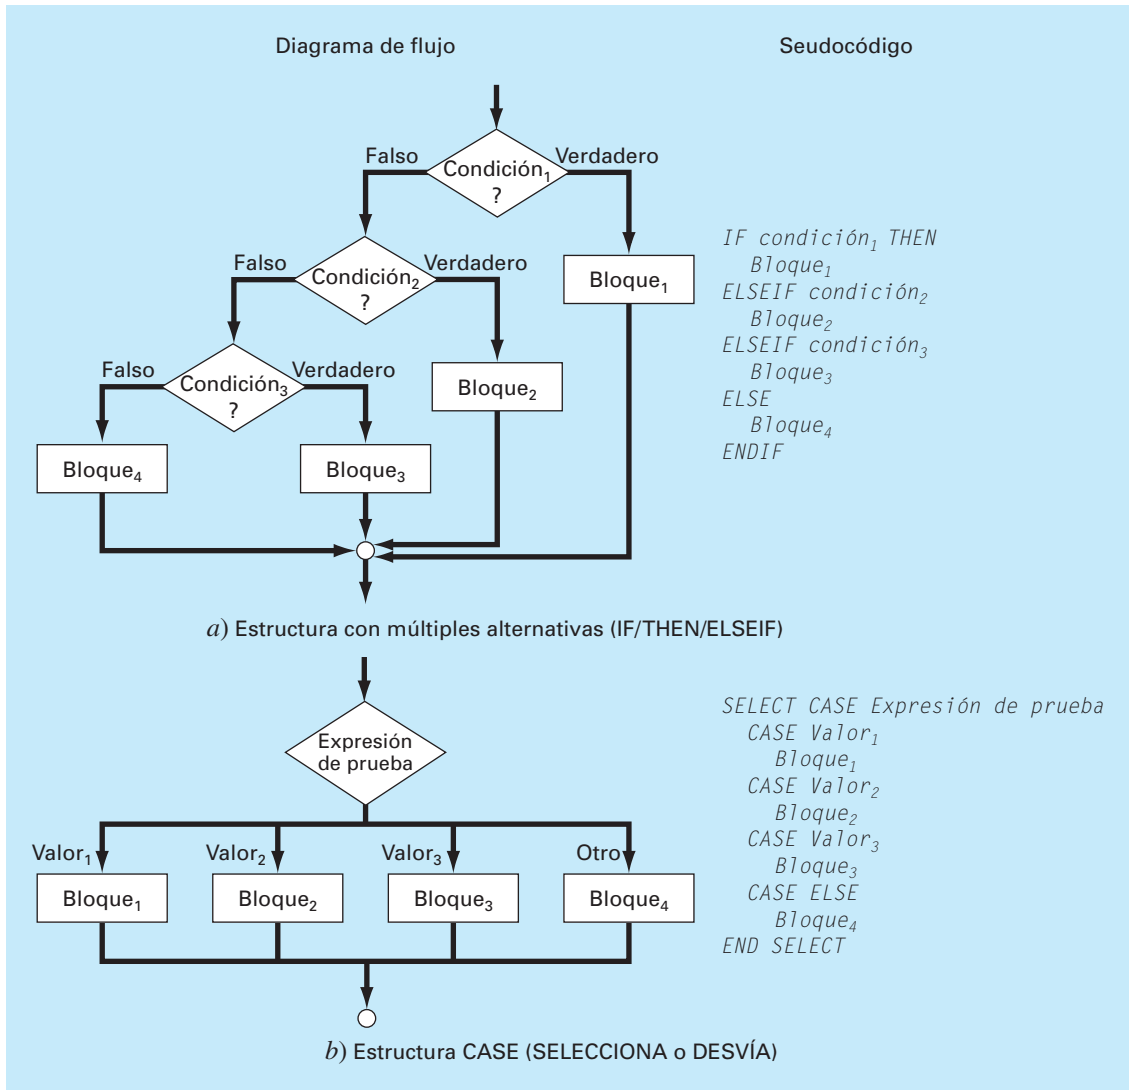 Diagrama de flujo
Seudocódigo
Falso
Condición₁
?
Verdadero
Falso
Condición₂
?
Verdadero
Bloque₁
Falso
Condición₃
?
Verdadero
Bloque₂
Bloque₄
Bloque₃
IF condición₁ THEN
Bloque₁
ELSEIF condición₂
Bloque₂
ELSEIF condición₃
Bloque₃
ELSE
Bloque₄
ENDIF
a) Estructura con múltiples alternativas (IF/THEN/ELSEIF)
Expresión
de prueba
Valor₁
Valor₂
Valor₃
Otro
Bloque₁
Bloque₂
Bloque₃
Bloque₄
SELECT CASE Expresión de prueba
CASE Valor₁
Bloque₁
CASE Valor₂
Bloque₂
CASE Valor₃
Bloque₃
CASE ELSE
Bloque₄
END SELECT
b) Estructura CASE (SELECCIONA o DESVÍA)